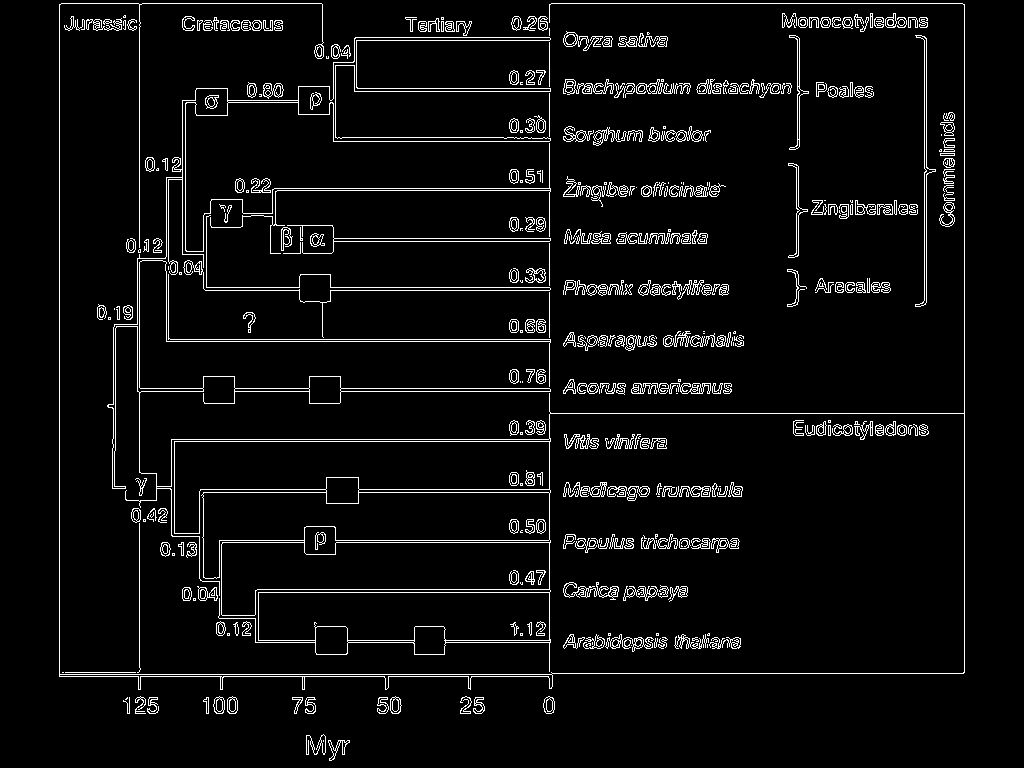 Jurassic Cretaceous Tertiary 0.26 Monocotyledons
Oryza sativa
0.04
0.27 Brachypodium distachyon Poales
σ 0.80 ρ
0.30 Sorghum bicolor
Commelinids
0.12
0.22 0.51 Zingiber officinale
γ
Zingiberales
β α 0.29 Musa acuminata
0.12
0.04 0.33 Phoenix dactylifera Arecales
0.19 ? 0.66 Asparagus officinalis
0.76 Acorus americanus
0.39 Vitis vinifera Eudicotyledons
γ 0.81 Medicago truncatula
0.42
0.13 p 0.50 Populus trichocarpa
0.04 0.47 Carica papaya
0.12 1.12 Arabidopsis thaliana
125 100 75 50 25 0
Myr